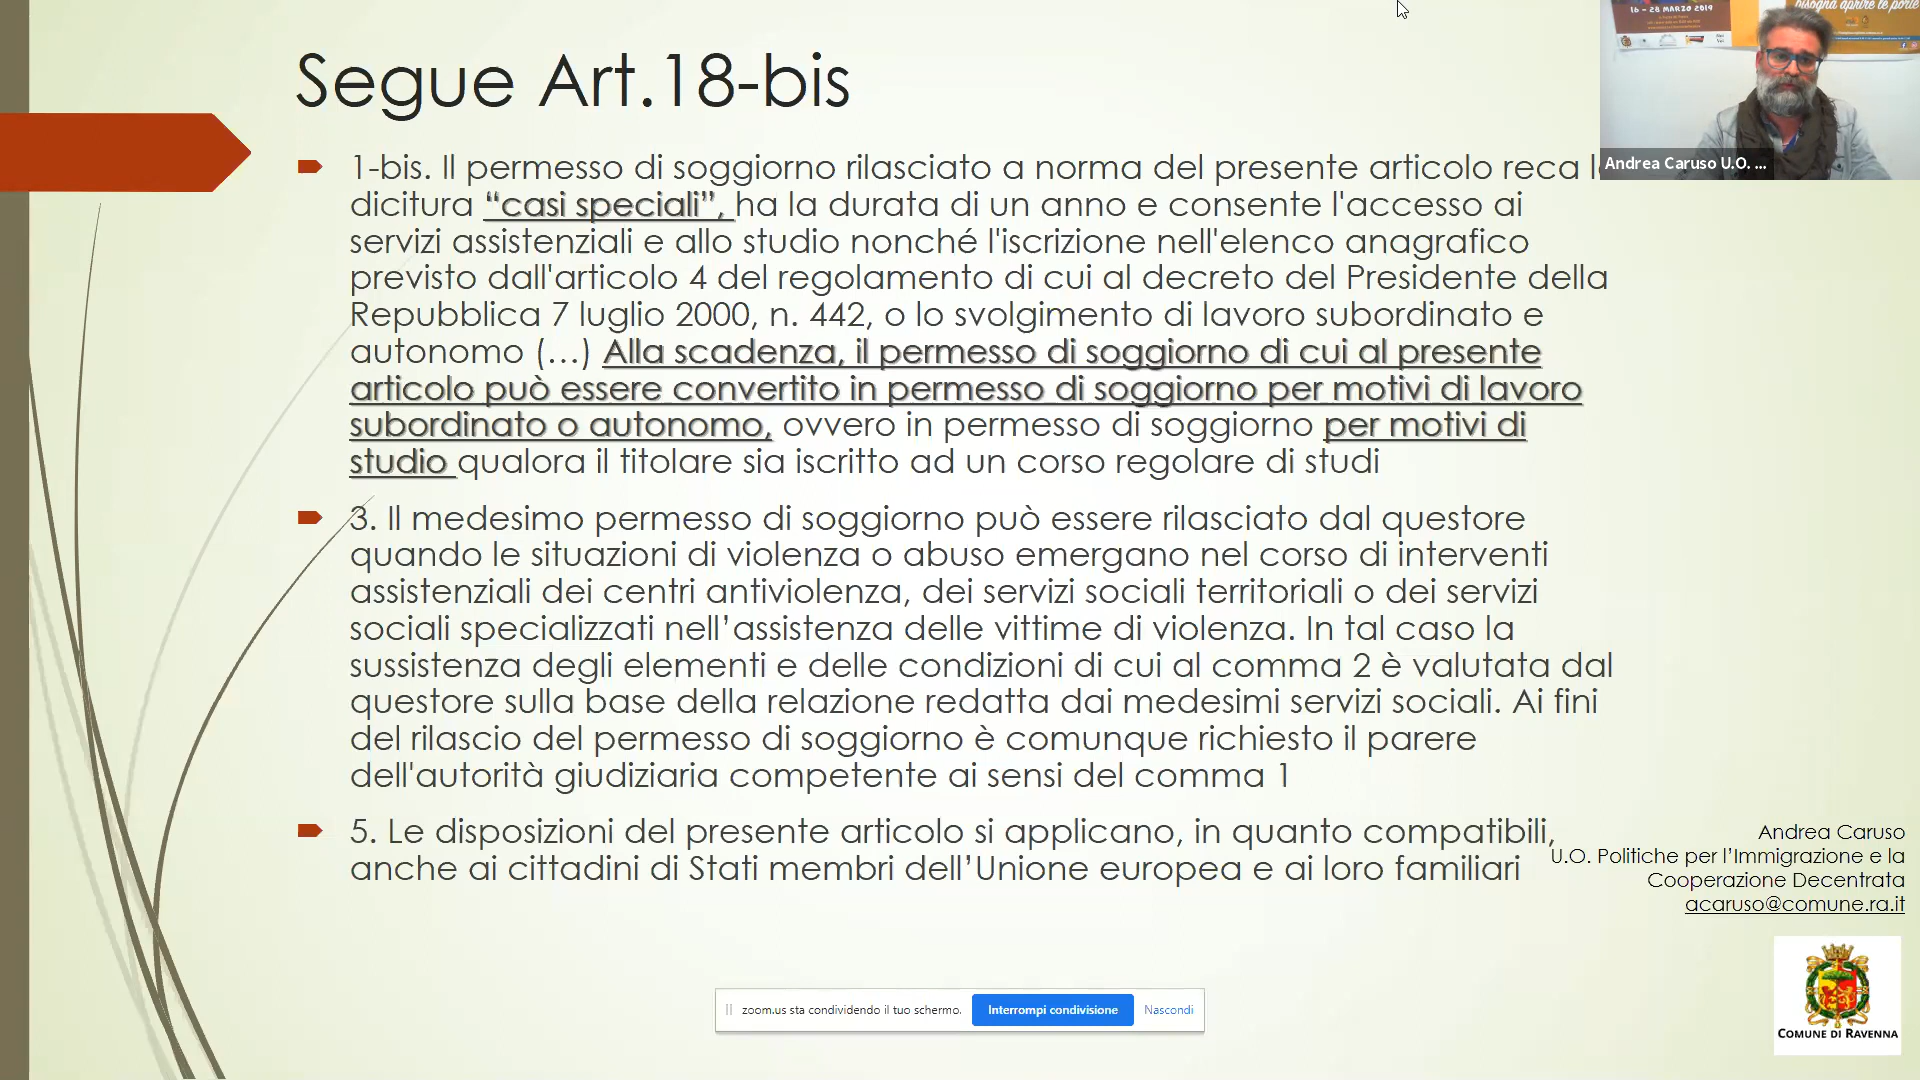 Segue Art.18-bis
1-bis. Il permesso di soggiorno rilasciato a norma del presente articolo reca
dicitura “casi speciali”, ha la durata di un anno e consente l'accesso ai
servizi assistenziali e allo studio nonché l'iscrizione nell'elenco anagrafico
previsto dall'articolo 4 del regolamento di cui al decreto del Presidente della
Repubblica 7 luglio 2000, n. 442, o lo svolgimento di lavoro subordinato e
autonomo (…) Alla scadenza, il permesso di soggiorno di cui al presente
articolo può essere convertito in permesso di soggiorno per motivi di lavoro
subordinato o autonomo, ovvero in permesso di soggiorno per motivi di
studio qualora il titolare sia iscritto ad un corso regolare di studi
3. Il medesimo permesso di soggiorno può essere rilasciato dal questore
quando le situazioni di violenza o abuso emergano nel corso di interventi
assistenziali dei centri antiviolenza, dei servizi sociali territoriali o dei servizi
sociali specializzati nell’assistenza delle vittime di violenza. In tal caso la
sussistenza degli elementi e delle condizioni di cui al comma 2 è valutata dal
questore sulla base della relazione redatta dai medesimi servizi sociali. Ai fini
del rilascio del permesso di soggiorno è comunque richiesto il parere
dell'autorità giudiziaria competente ai sensi del comma 1
5. Le disposizioni del presente articolo si applicano, in quanto compatibili,
anche ai cittadini di Stati membri dell’Unione europea e ai loro familiari
16 - 28 MARZO 2019
bisogna aprire le porte
Andrea Caruso U.O. ...
Andrea Caruso
U.O. Politiche per l’Immigrazione e la
Cooperazione Decentrata
acaruso@comune.ra.it
COMUNE DI RAVENNA
zoom.us sta condividendo il tuo schermo.
Interrompi condivisione
Nascondi